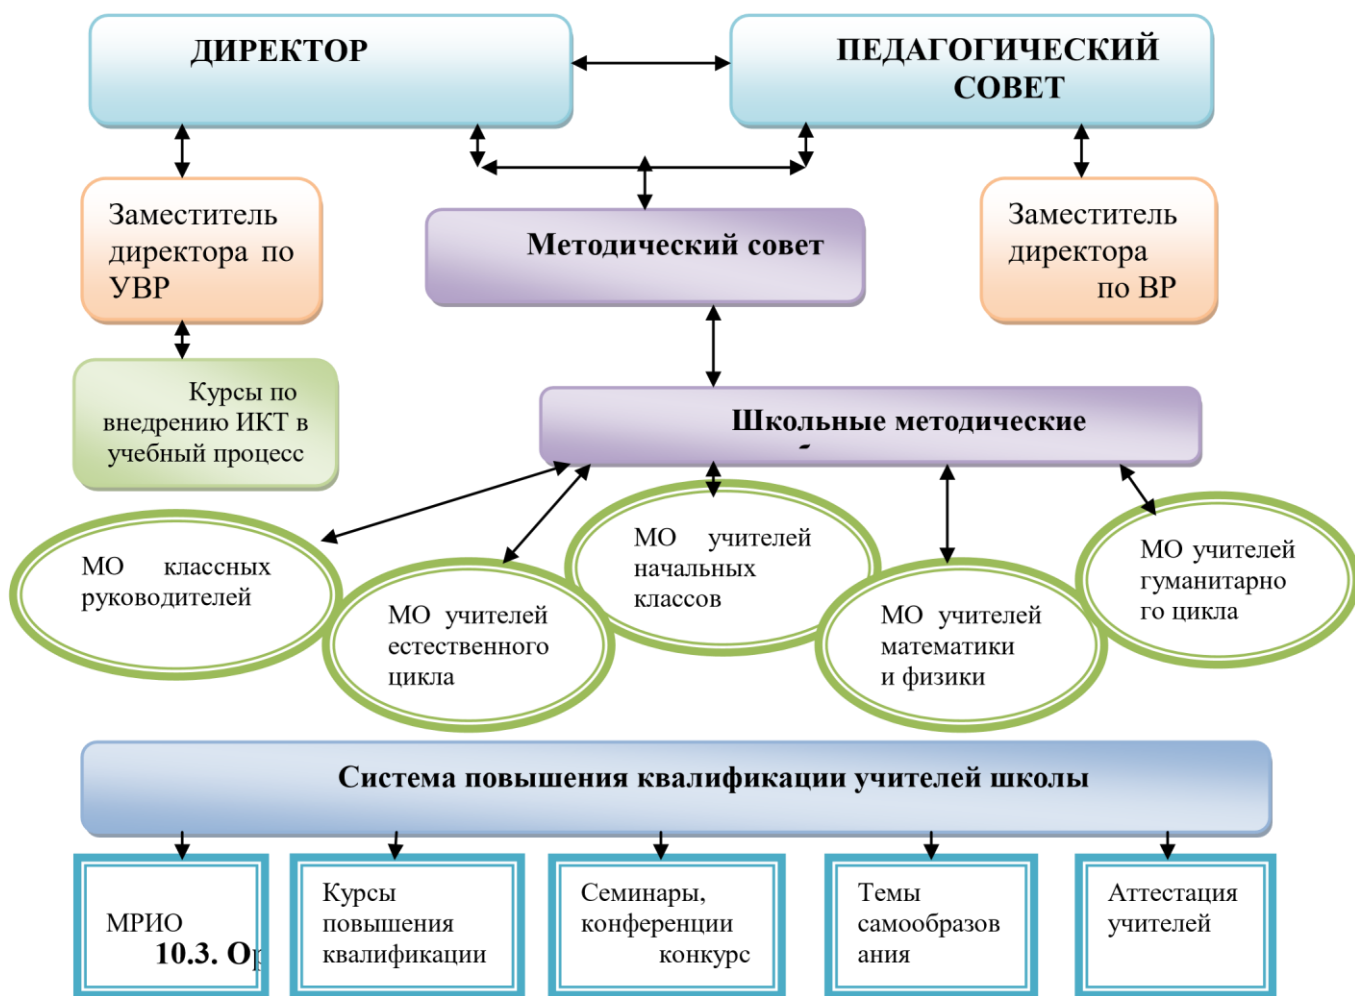 ДИРЕКТОР
ПЕДАГОГИЧЕСКИЙ
СОВЕТ
Заместитель
директора по
УВР
Методический совет
Заместитель
директора
по ВР
Курсы по
внедрению ИКТ в
учебный процесс
Школьные методические
МО классных
руководителей
МО учителей
естественного
цикла
МО учителей
начальных
классов
МО учителей
математики
и физики
МО учителей
гуманитарно
го цикла
Система повышения квалификации учителей школы
МРИО
10.3. Ор
Курсы
повышения
квалификации
Семинары,
конференции
конкурс
Темы
самообразов
ания
Аттестация
учителей